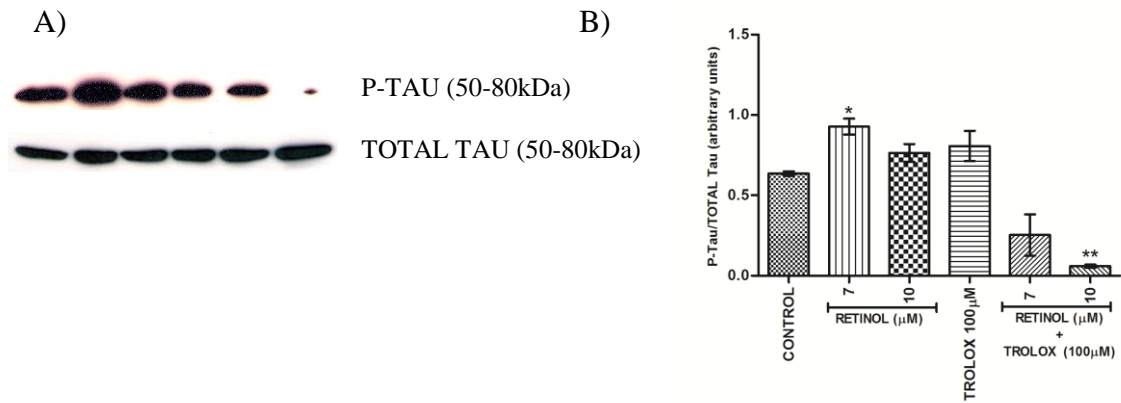 A)
B)
P-TAU (50-80kDa)
TOTAL TAU (50-80kDa)
P-Tau/TOTAL Tau (arbitrary units)
1.5
1.0
0.5
0.0
*
**
CONTROL
7
10
RETINOL (μM)
TROLOX 100μM
7
10
RETINOL (μM)
+
TROLOX (100μM)